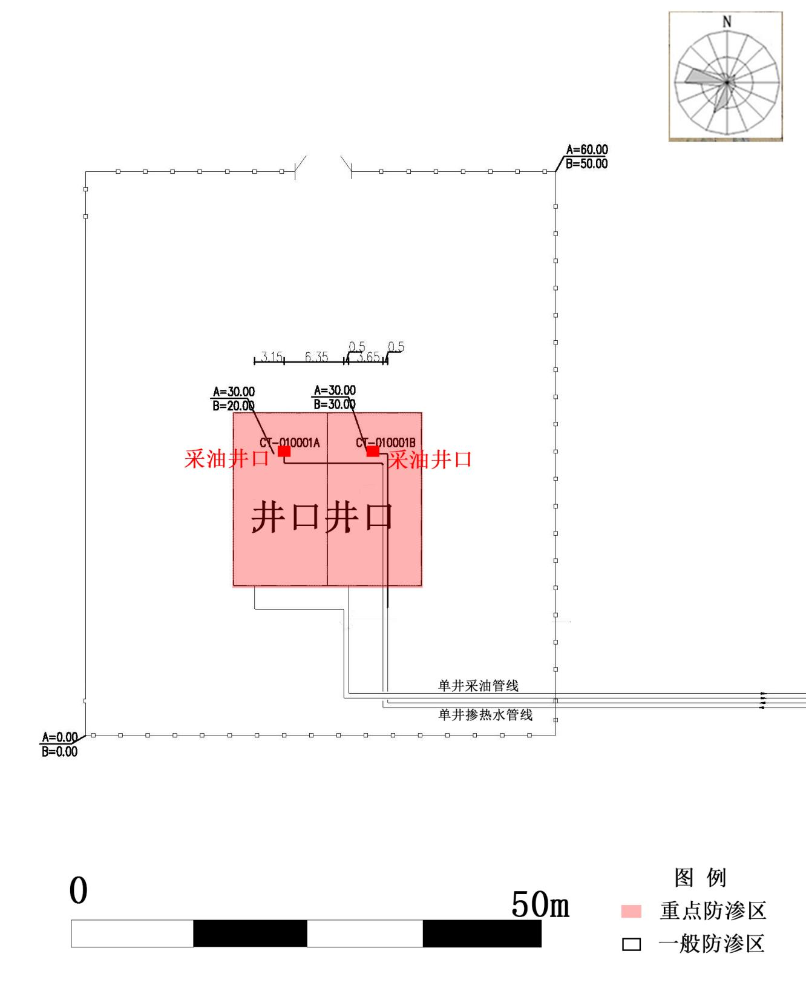 N
A=60.00
B=50.00
0.5
0.5
3.15
6.35
3.65
A=30.00
B=20.00
A=30.00
B=30.00
CT-010001A
CT-010001B
采油井口
采油井口
井口井口
单井采油管线
单井掺热水管线
A=0.00
B=0.00
0
50m
图 例
重点防渗区
一般防渗区